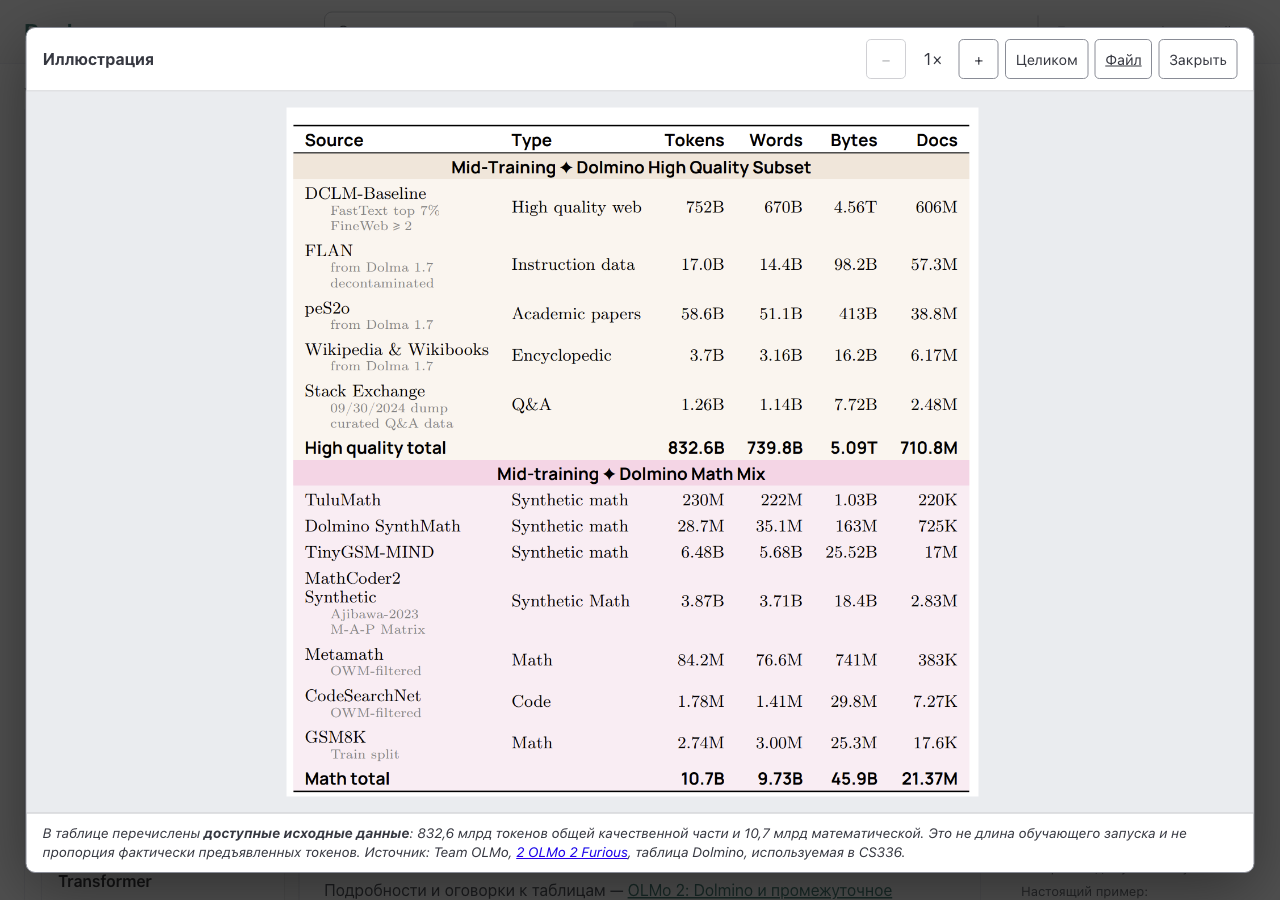 Иллюстрация
− 1× + Целиком Файл Закрыть
Source Type Tokens Words Bytes Docs
Mid-Training ✦ Dolmino High Quality Subset
DCLM-Baseline
FastText top 7%
FineWeb ≥ 2
High quality web 752B 670B 4.56T 606M
FLAN
from Dolma 1.7
decontaminated
Instruction data 17.0B 14.4B 98.2B 57.3M
peS2o
from Dolma 1.7
Academic papers 58.6B 51.1B 413B 38.8M
Wikipedia & Wikibooks
from Dolma 1.7
Encyclopedic 3.7B 3.16B 16.2B 6.17M
Stack Exchange
09/30/2024 dump
curated Q&A data
Q&A 1.26B 1.14B 7.72B 2.48M
High quality total 832.6B 739.8B 5.09T 710.8M
Mid-training ✦ Dolmino Math Mix
TuluMath Synthetic math 230M 222M 1.03B 220K
Dolmino SynthMath Synthetic math 28.7M 35.1M 163M 725K
TinyGSM-MIND Synthetic math 6.48B 5.68B 25.52B 17M
MathCoder2
Synthetic
Ajibawa-2023
M-A-P Matrix
Synthetic Math 3.87B 3.71B 18.4B 2.83M
Metamath
OWM-filtered
Math 84.2M 76.6M 741M 383K
CodeSearchNet
OWM-filtered
Code 1.78M 1.41M 29.8M 7.27K
GSM8K
Train split
Math 2.74M 3.00M 25.3M 17.6K
Math total 10.7B 9.73B 45.9B 21.37M
В таблице перечислены доступные исходные данные: 832,6 млрд токенов общей качественной части и 10,7 млрд математической. Это не длина обучающего запуска и не
пропорция фактически предъявленных токенов. Источник: Team OLMo, 2 OLMo 2 Furious, таблица Dolmino, используемая в CS336.
Transformer
Подробности и оговорки к таблицам — OLMo 2: Dolmino и промежуточное
Настоящий пример: